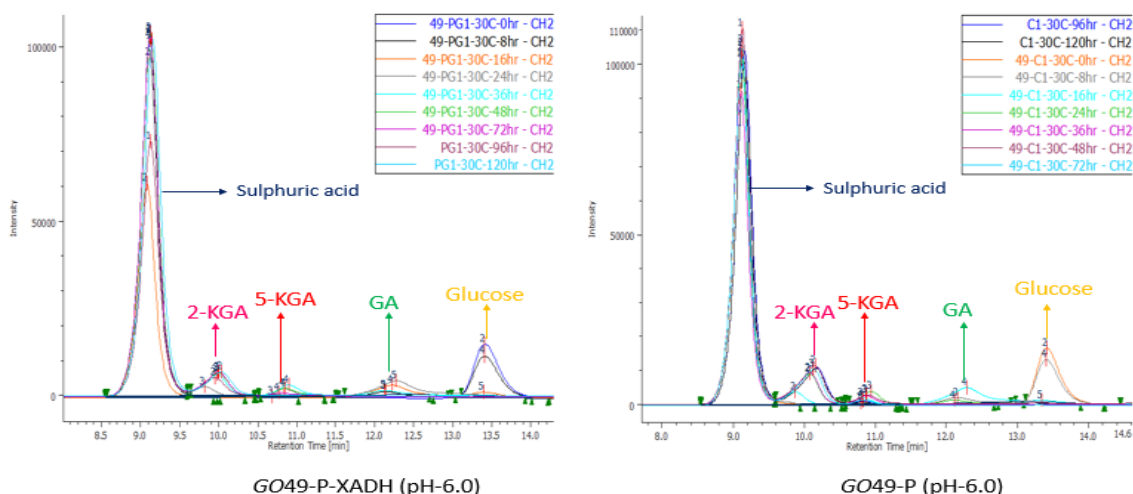 49-PG1-30C-0hr - CH2
49-PG1-30C-8hr - CH2
49-PG1-30C-16hr - CH2
49-PG1-30C-24hr - CH2
49-PG1-30C-36hr - CH2
49-PG1-30C-48hr - CH2
49-PG1-30C-72hr - CH2
PG1-30C-96hr - CH2
PG1-30C-120hr - CH2
100000
50000
0
Intensity
Sulphuric acid
2-KGA
5-KGA
GA
Glucose
8.5 9.0 9.5 10.0 10.5 11.0 11.5 12.0 12.5 13.0 13.5 14.0
Retention Time [min]
GO49-P-XADH (pH-6.0)
C1-30C-96hr - CH2
C1-30C-120hr - CH2
49-C1-30C-0hr - CH2
49-C1-30C-8hr - CH2
49-C1-30C-16hr - CH2
49-C1-30C-24hr - CH2
49-C1-30C-36hr - CH2
49-C1-30C-48hr - CH2
49-C1-30C-72hr - CH2
110000
100000
50000
0
Intensity
Sulphuric acid
2-KGA
5-KGA
GA
Glucose
8.0 9.0 10.0 11.0 12.0 13.0 14.0 14.6
Retention Time [min]
GO49-P (pH-6.0)